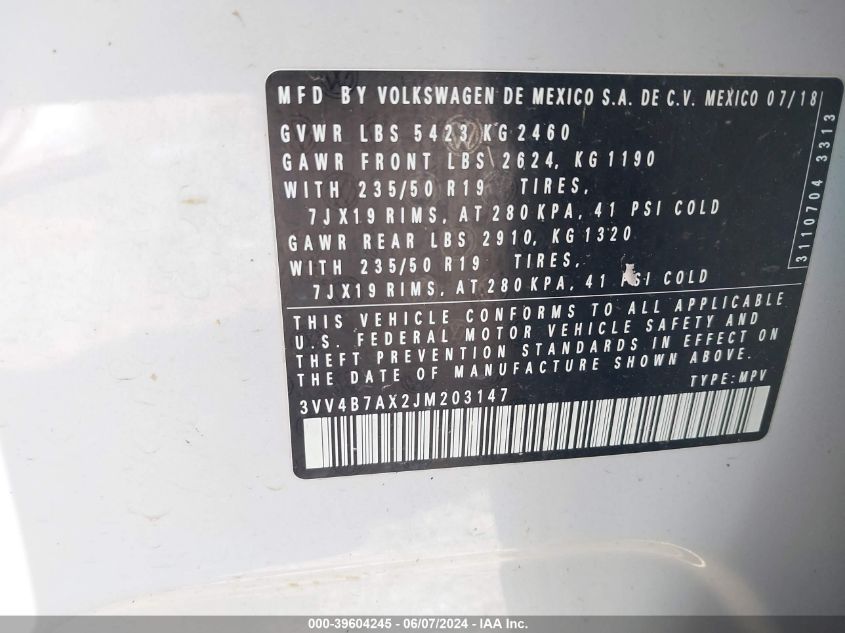 MFD BY VOLKSWAGEN DE MEXICO S.A. DE C.V. MEXICO 07/18
GVWR LBS 5423 KG 2460
GAWR FRONT LBS 2624, KG 1190
WITH 235/50 R19 TIRES,
7JX19 RIMS, AT 280 KPA, 41 PSI COLD
GAWR REAR LBS 2910, KG 1320
WITH 235/50 R19 TIRES,
7JX19 RIMS, AT 280 KPA, 41 PSI COLD
3110704 3313
THIS VEHICLE CONFORMS TO ALL APPLICABLE
U.S. FEDERAL MOTOR VEHICLE SAFETY AND
THEFT PREVENTION STANDARDS IN EFFECT ON
THE DATE OF MANUFACTURE SHOWN ABOVE.
TYPE:MPV
3VV4B7AX2JM203147
000-39604245 - 06/07/2024 - IAA Inc.